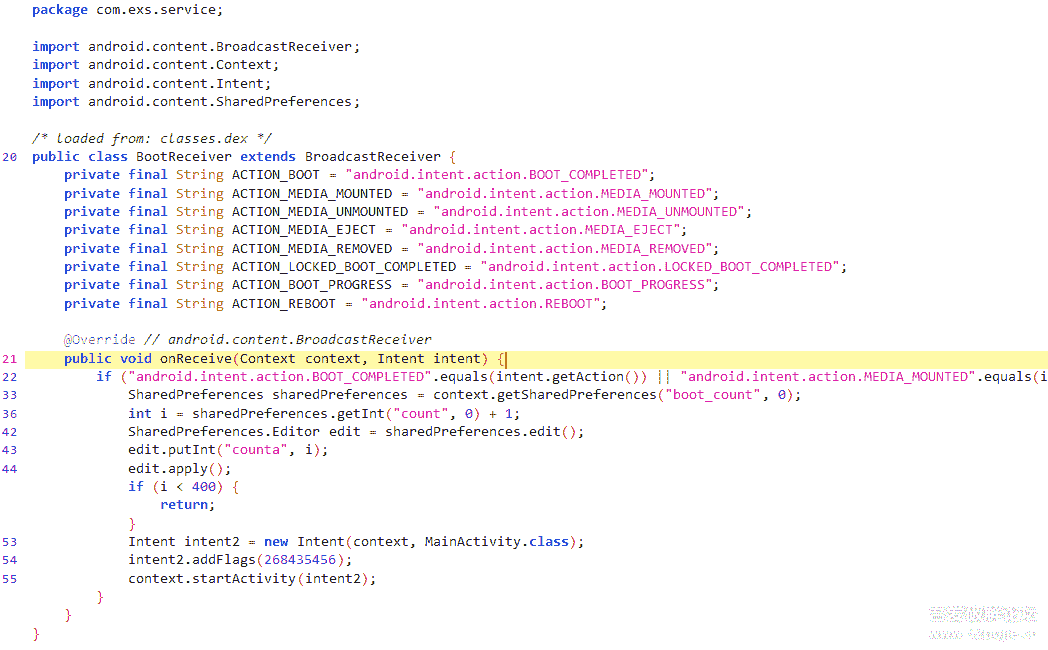 package com.exs.service;
import android.content.BroadcastReceiver;
import android.content.Context;
import android.content.Intent;
import android.content.SharedPreferences;
/* loaded from: classes.dex */
20 public class BootReceiver extends BroadcastReceiver {
private final String ACTION_BOOT = "android.intent.action.BOOT_COMPLETED";
private final String ACTION_MEDIA_MOUNTED = "android.intent.action.MEDIA_MOUNTED";
private final String ACTION_MEDIA_UNMOUNTED = "android.intent.action.MEDIA_UNMOUNTED";
private final String ACTION_MEDIA_EJECT = "android.intent.action.MEDIA_EJECT";
private final String ACTION_MEDIA_REMOVED = "android.intent.action.MEDIA_REMOVED";
private final String ACTION_LOCKED_BOOT_COMPLETED = "android.intent.action.LOCKED_BOOT_COMPLETED";
private final String ACTION_BOOT_PROGRESS = "android.intent.action.BOOT_PROGRESS";
private final String ACTION_REBOOT = "android.intent.action.REBOOT";
@Override // android.content.BroadcastReceiver
21 public void onReceive(Context context, Intent intent) {
22 if ("android.intent.action.BOOT_COMPLETED".equals(intent.getAction()) || "android.intent.action.MEDIA_MOUNTED".equals(i
33 SharedPreferences sharedPreferences = context.getSharedPreferences("boot_count", 0);
36 int i = sharedPreferences.getInt("count", 0) + 1;
42 SharedPreferences.Editor edit = sharedPreferences.edit();
43 edit.putInt("counta", i);
44 edit.apply();
if (i < 400) {
return;
}
53 Intent intent2 = new Intent(context, MainActivity.class);
54 intent2.addFlags(268435456);
55 context.startActivity(intent2);
}
}
}